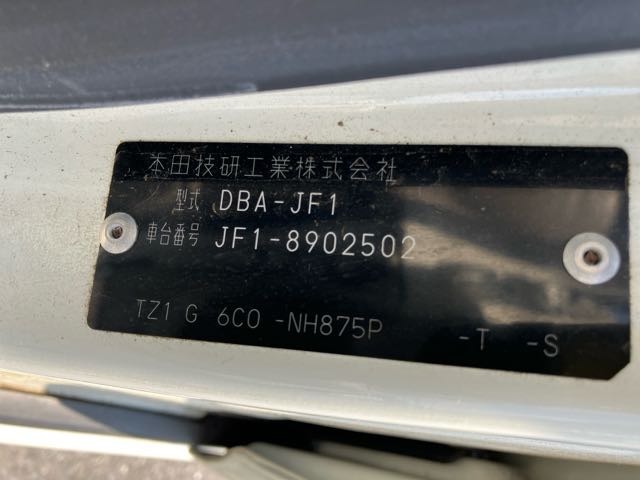 本田技研工業株式会社
型式 DBA-JF1
車台番号 JF1-8902502
TZ1 G 6C0 -NH875P -T -S